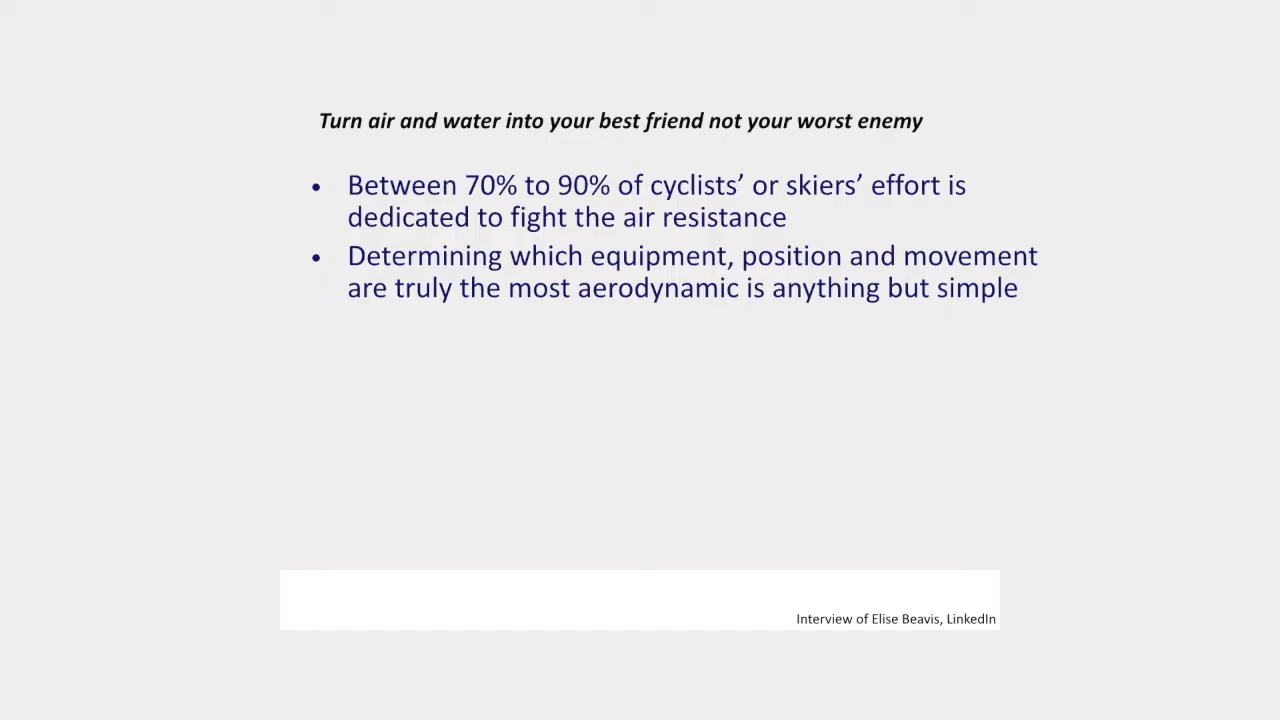 Turn air and water into your best friend not your worst enemy
• Between 70% to 90% of cyclists’ or skiers’ effort is
dedicated to fight the air resistance
• Determining which equipment, position and movement
are truly the most aerodynamic is anything but simple
Interview of Elise Beavis, LinkedIn